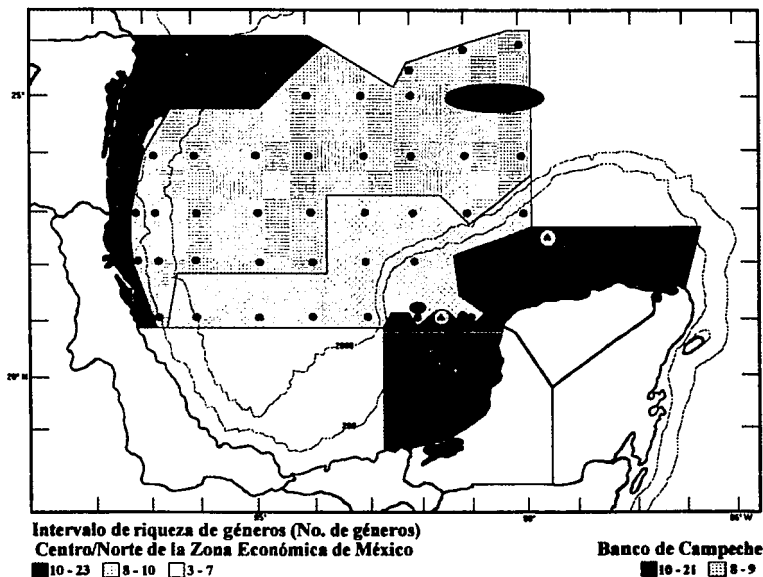 25°
20° N
2000
200
95°
90
86° W
Intervalo de riqueza de géneros (No. de géneros)
Centro/Norte de la Zona Económica de México
10 - 23 8 - 10 3 - 7
Banco de Campeche
10 - 21 8 - 9